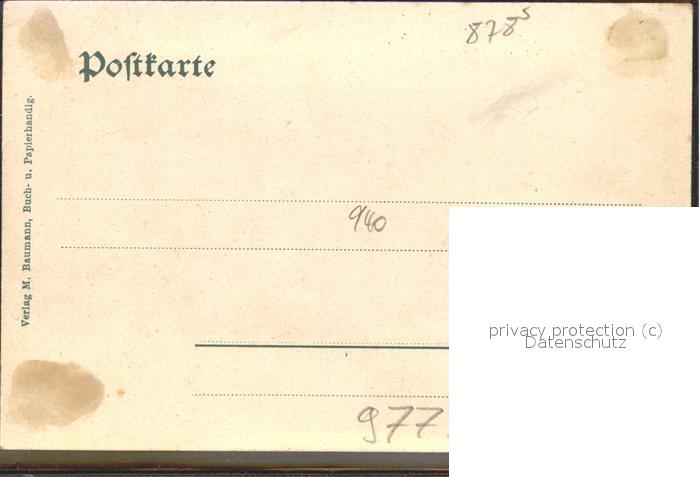 878⁵
Postkarte
Verlag M. Baumann, Buch- u. Papierhandlg.
940
privacy protection (c)
Datenschutz
977